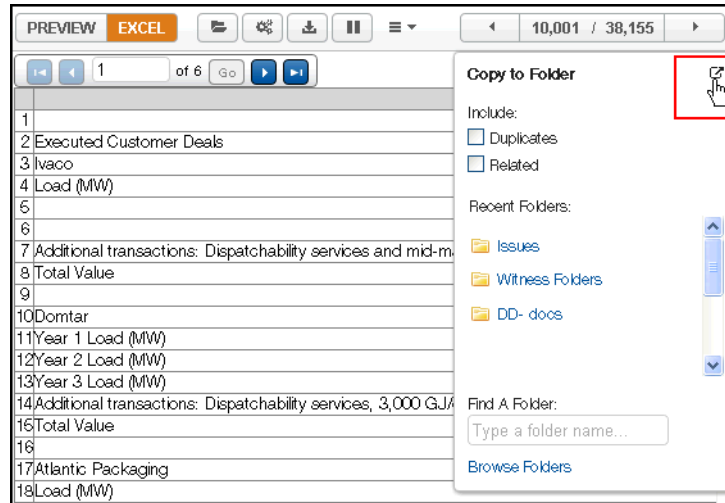 PREVIEW EXCEL 10,001 / 38,155
1 of 6 Go
1
2 Executed Customer Deals
3 Ivaco
4 Load (MW)
5
6
7 Additional transactions: Dispatchability services and mid-m
8 Total Value
9
10 Domtar
11 Year 1 Load (MW)
12 Year 2 Load (MW)
13 Year 3 Load (MW)
14 Additional transactions: Dispatchability services, 3,000 GJ/
15 Total Value
16
17 Atlantic Packaging
18 Load (MW)
Copy to Folder
Include:
Duplicates
Related
Recent Folders:
Issues
Witness Folders
DD- docs
Find A Folder:
Type a folder name...
Browse Folders